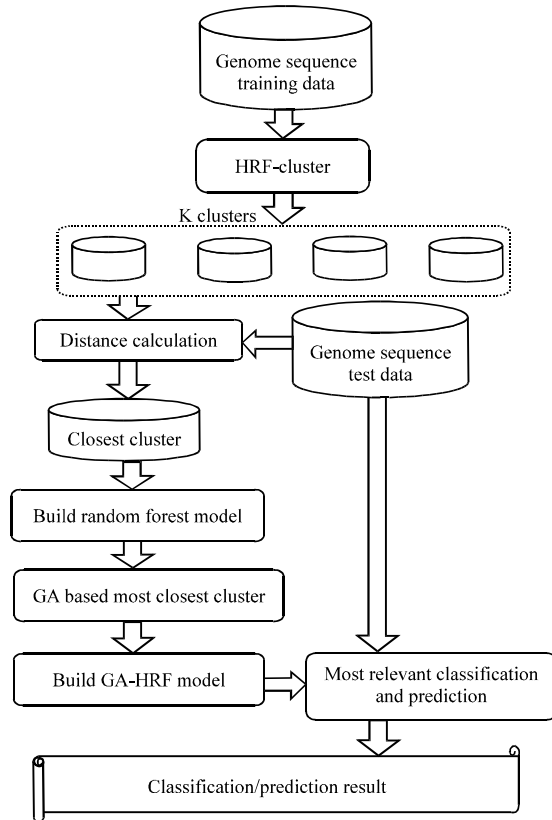 Genome sequence
training data
HRF-cluster
K clusters
Distance calculation
Genome sequence
test data
Closest cluster
Build random forest model
GA based most closest cluster
Build GA-HRF model
Most relevant classification
and prediction
Classification/prediction result